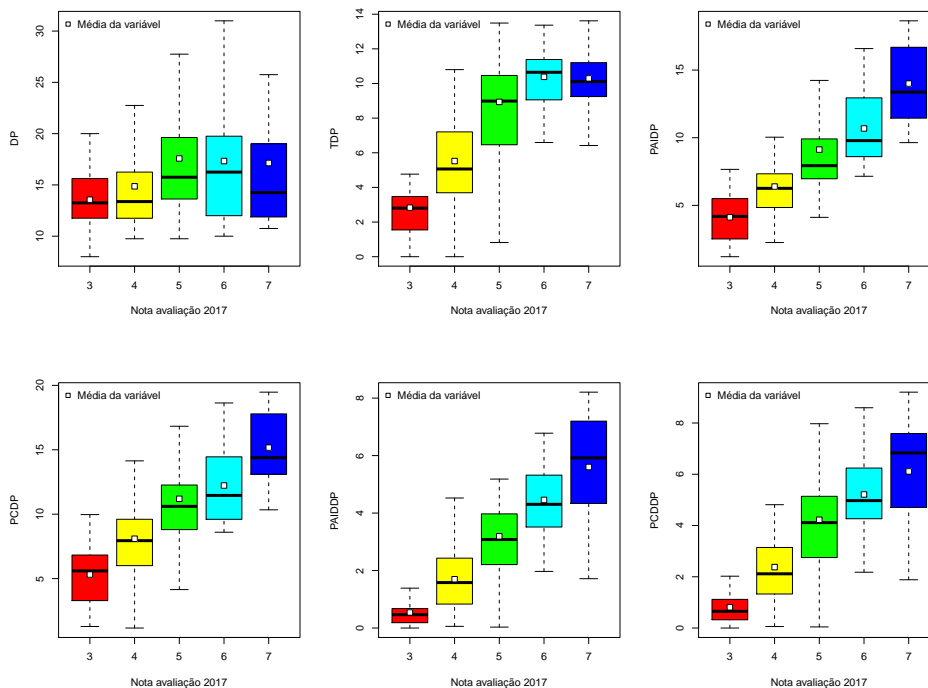 Média da variável
DP
10 15 20 25 30
3 4 5 6 7
Nota avaliação 2017
Média da variável
TDP
0 2 4 6 8 10 12 14
3 4 5 6 7
Nota avaliação 2017
Média da variável
PAIDP
5 10 15
3 4 5 6 7
Nota avaliação 2017
Média da variável
PCDP
5 10 15 20
3 4 5 6 7
Nota avaliação 2017
Média da variável
PAIDDP
0 2 4 6 8
3 4 5 6 7
Nota avaliação 2017
Média da variável
PCDDP
0 2 4 6 8
3 4 5 6 7
Nota avaliação 2017